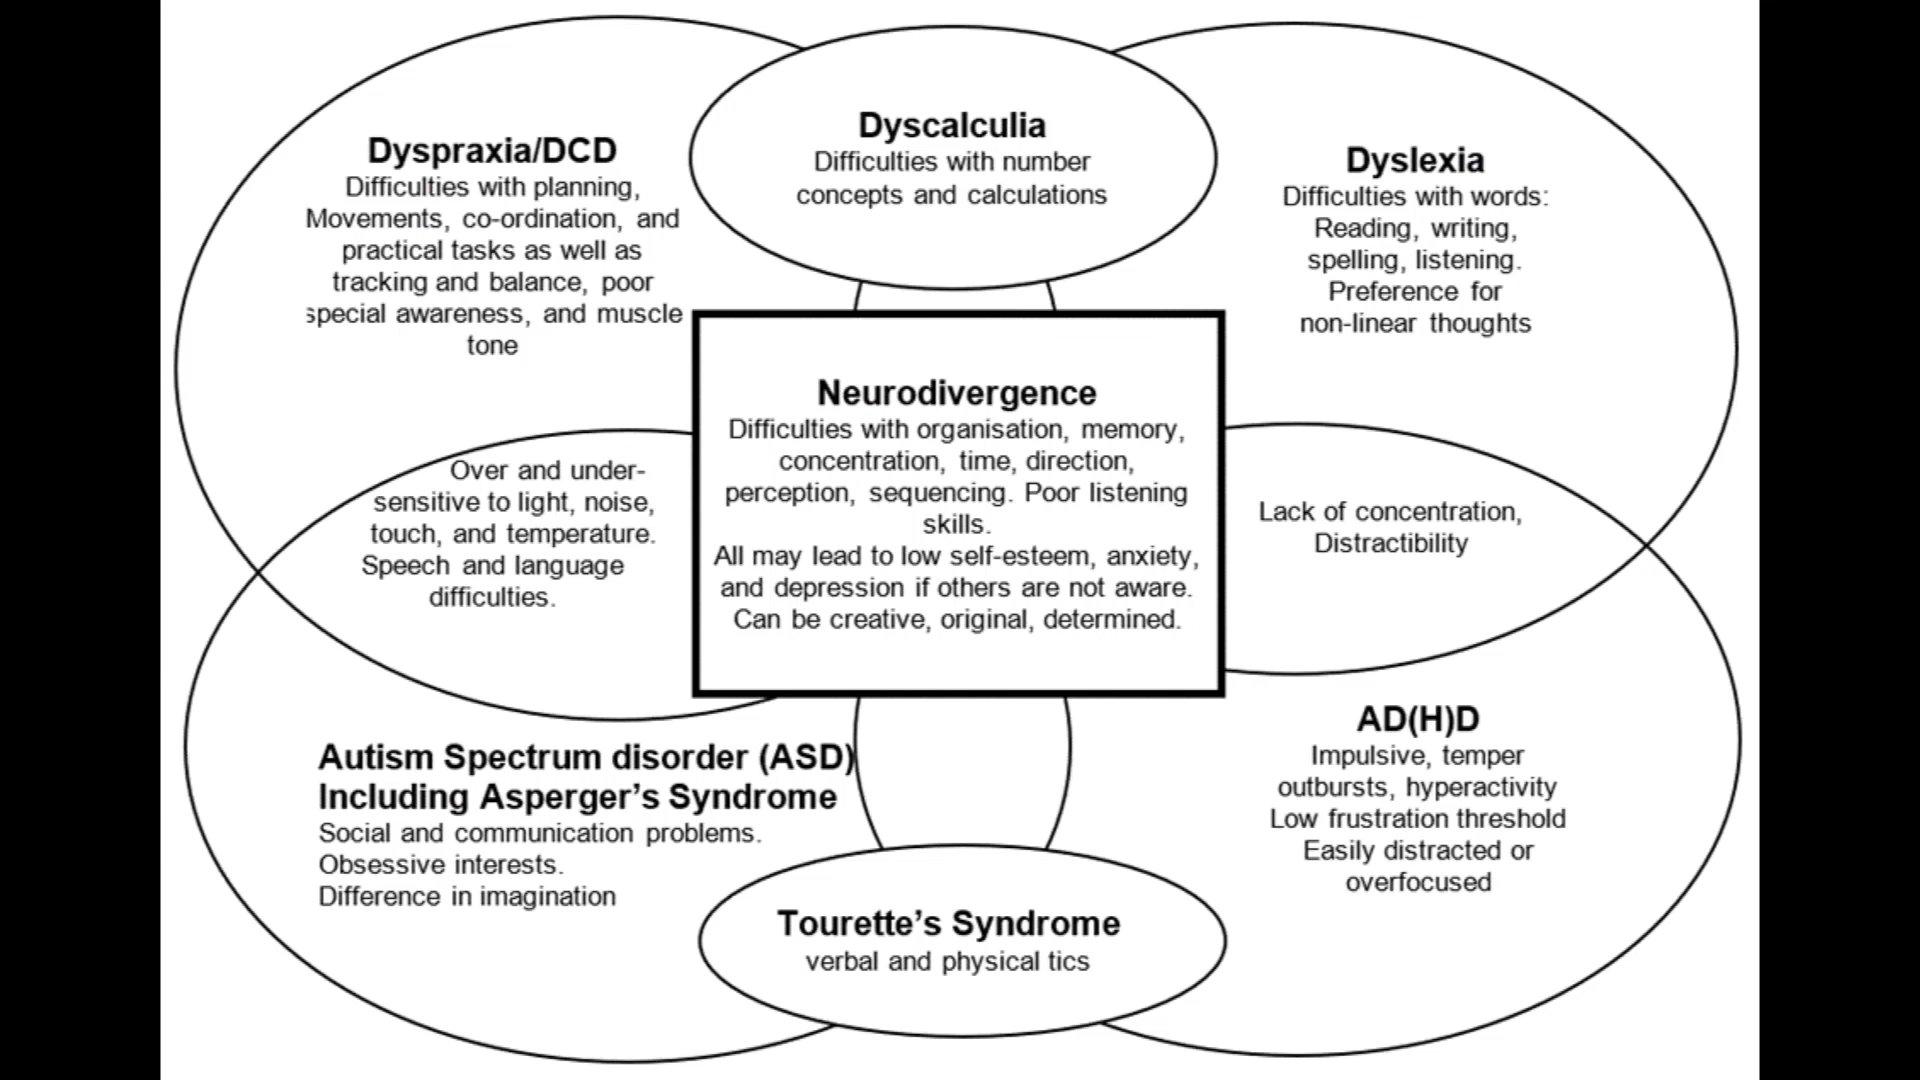 Dyspraxia/DCD
Difficulties with planning,
Movements, co-ordination, and
practical tasks as well as
tracking and balance, poor
special awareness, and muscle
tone
Dyscalculia
Difficulties with number
concepts and calculations
Dyslexia
Difficulties with words:
Reading, writing,
spelling, listening.
Preference for
non-linear thoughts
Over and under-
sensitive to light, noise,
touch, and temperature.
Speech and language
difficulties.
Neurodivergence
Difficulties with organisation, memory,
concentration, time, direction,
perception, sequencing. Poor listening
skills.
All may lead to low self-esteem, anxiety,
and depression if others are not aware.
Can be creative, original, determined.
Lack of concentration,
Distractibility
Autism Spectrum disorder (ASD)
Including Asperger’s Syndrome
Social and communication problems.
Obsessive interests.
Difference in imagination
Tourette’s Syndrome
verbal and physical tics
AD(H)D
Impulsive, temper
outbursts, hyperactivity
Low frustration threshold
Easily distracted or
overfocused